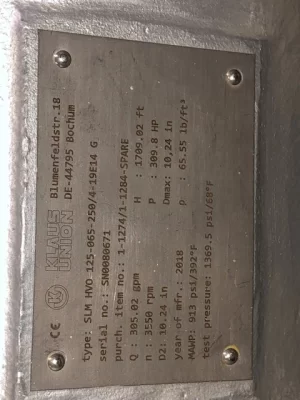 CE KLAUS UNION
Blumenfeldstr.18
DE-44795 Bochum
type: SLM HVO 125-065-250/4-19E14 G
serial no.: SN0080671
purch. item no.: 1-1274/1-1284-SPARE
Q : 305.02 gpm H : 1709.02 ft
n : 3550 rpm P : 309.8 HP
D2: 10,24 in Dmax: 10,24 in
year of mfr.: 2018 ρ : 65.55 lb/ft³
MAWP: 913 psi/392°F
test pressure: 1369.5 psi/68°F